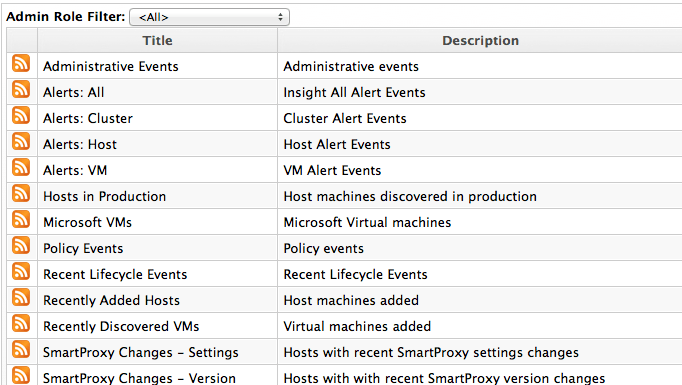 Admin Role Filter: <All>
Title Description
Administrative Events Administrative events
Alerts: All Insight All Alert Events
Alerts: Cluster Cluster Alert Events
Alerts: Host Host Alert Events
Alerts: VM VM Alert Events
Hosts in Production Host machines discovered in production
Microsoft VMs Microsoft Virtual machines
Policy Events Policy events
Recent Lifecycle Events Recent Lifecycle Events
Recently Added Hosts Host machines added
Recently Discovered VMs Virtual machines added
SmartProxy Changes - Settings Hosts with recent SmartProxy settings changes
SmartProxy Changes - Version Hosts with with recent SmartProxy version changes